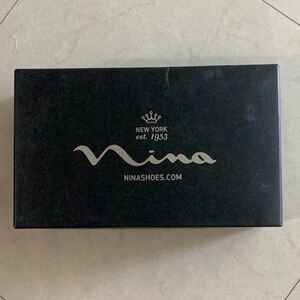 NEW YORK
est. 1953
Nina
NINASHOES.COM